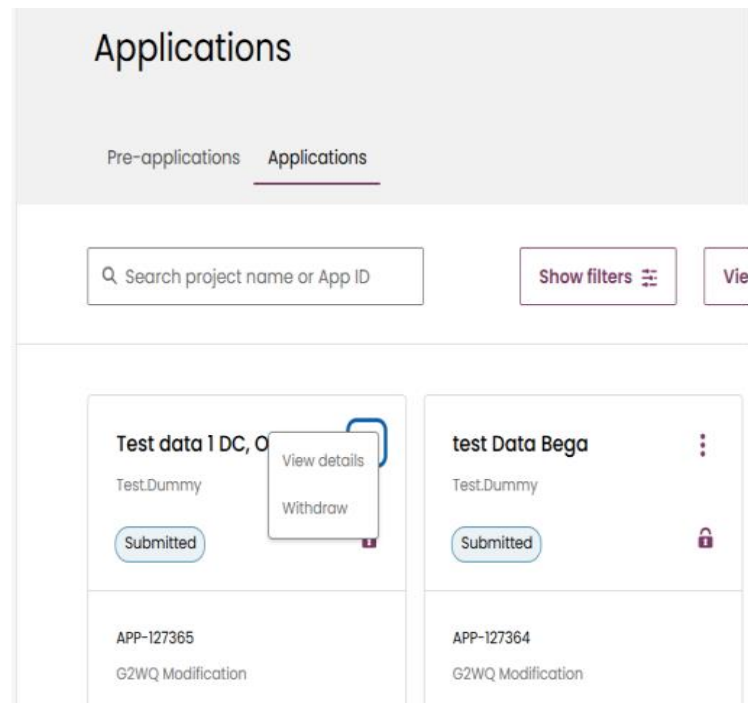 Applications
Pre-applications Applications
Search project name or App ID
Show filters
Test data 1 DC,
View details
Withdraw
Test.Dummy
Submitted
APP-127365
G2WQ Modification
test Data Bega
Test.Dummy
Submitted
APP-127364
G2WQ Modification